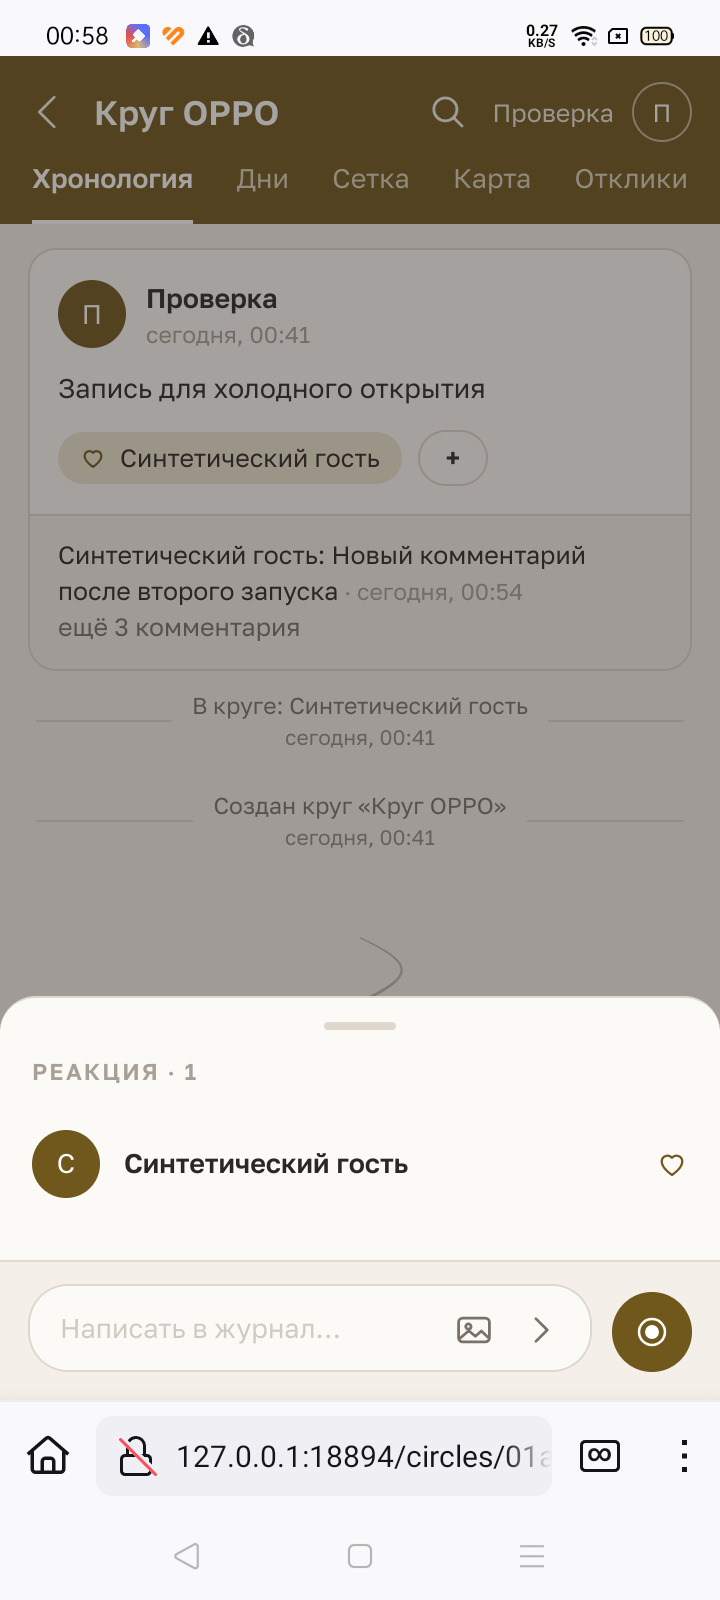 00:58
0.27
KB/S
100
Круг OPPO
Проверка
П
Хронология
Дни
Сетка
Карта
Отклики
П
Проверка
сегодня, 00:41
Запись для холодного открытия
Синтетический гость
+
Синтетический гость: Новый комментарий
после второго запуска · сегодня, 00:54
ещё 3 комментария
В круге: Синтетический гость
сегодня, 00:41
Создан круг «Круг OPPO»
сегодня, 00:41
РЕАКЦИЯ · 1
С
Синтетический гость
Написать в журнал...
127.0.0.1:18894/circles/01a